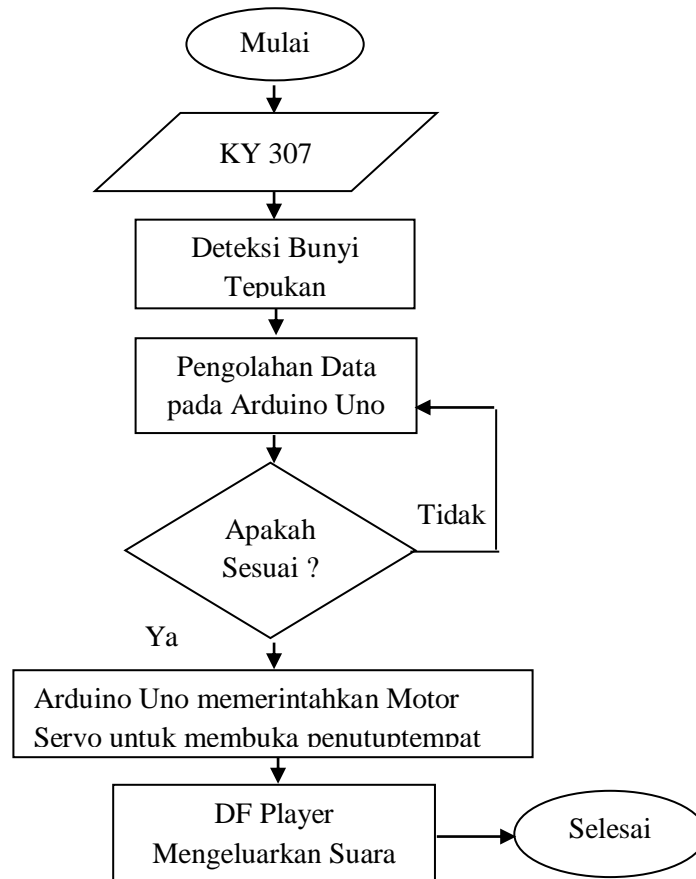 Mulai
KY 307
Deteksi Bunyi
Tepukan
Pengolahan Data
pada Arduino Uno
Apakah
Sesuai ?
Tidak
Ya
Arduino Uno memerintahkan Motor
Servo untuk membuka penutuptempat
DF Player
Mengeluarkan Suara
Selesai